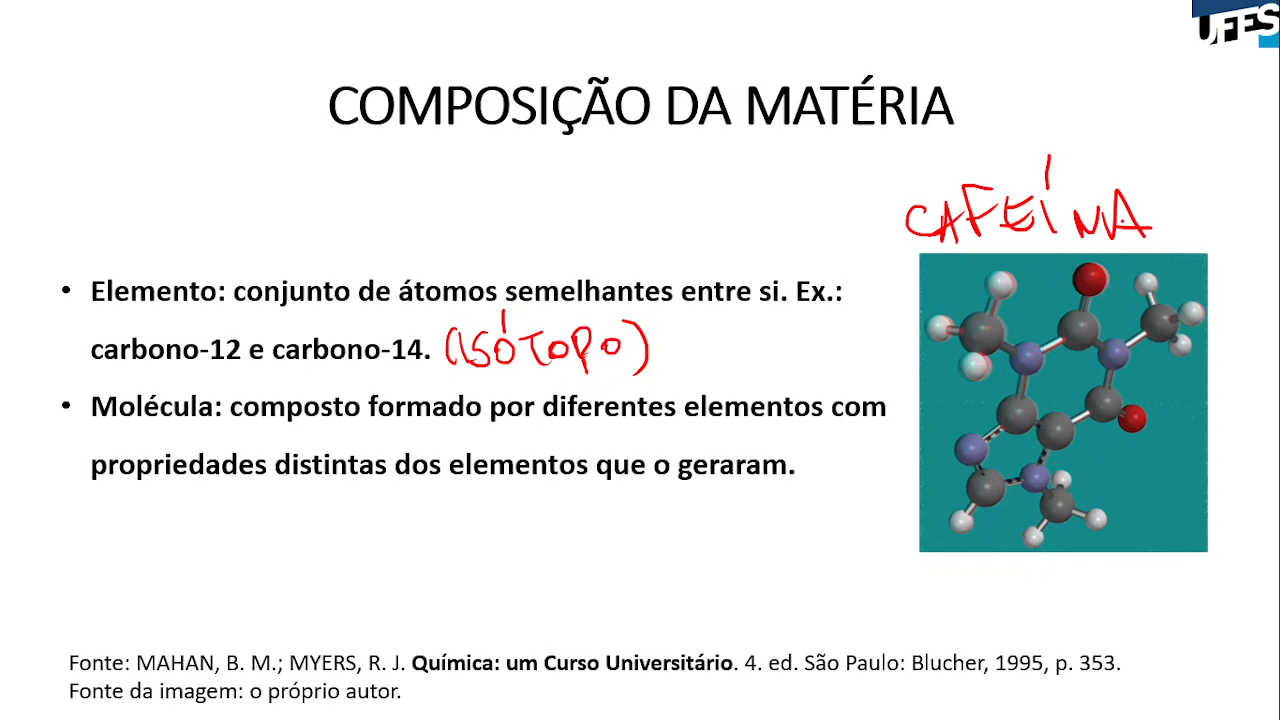 UFES
COMPOSIÇÃO DA MATÉRIA
CAFEÍNA
• Elemento: conjunto de átomos semelhantes entre si. Ex.:
carbono-12 e carbono-14. (ISÓTOPO)
• Molécula: composto formado por diferentes elementos com
propriedades distintas dos elementos que o geraram.
Fonte: MAHAN, B. M.; MYERS, R. J. Química: um Curso Universitário. 4. ed. São Paulo: Blucher, 1995, p. 353.
Fonte da imagem: o próprio autor.